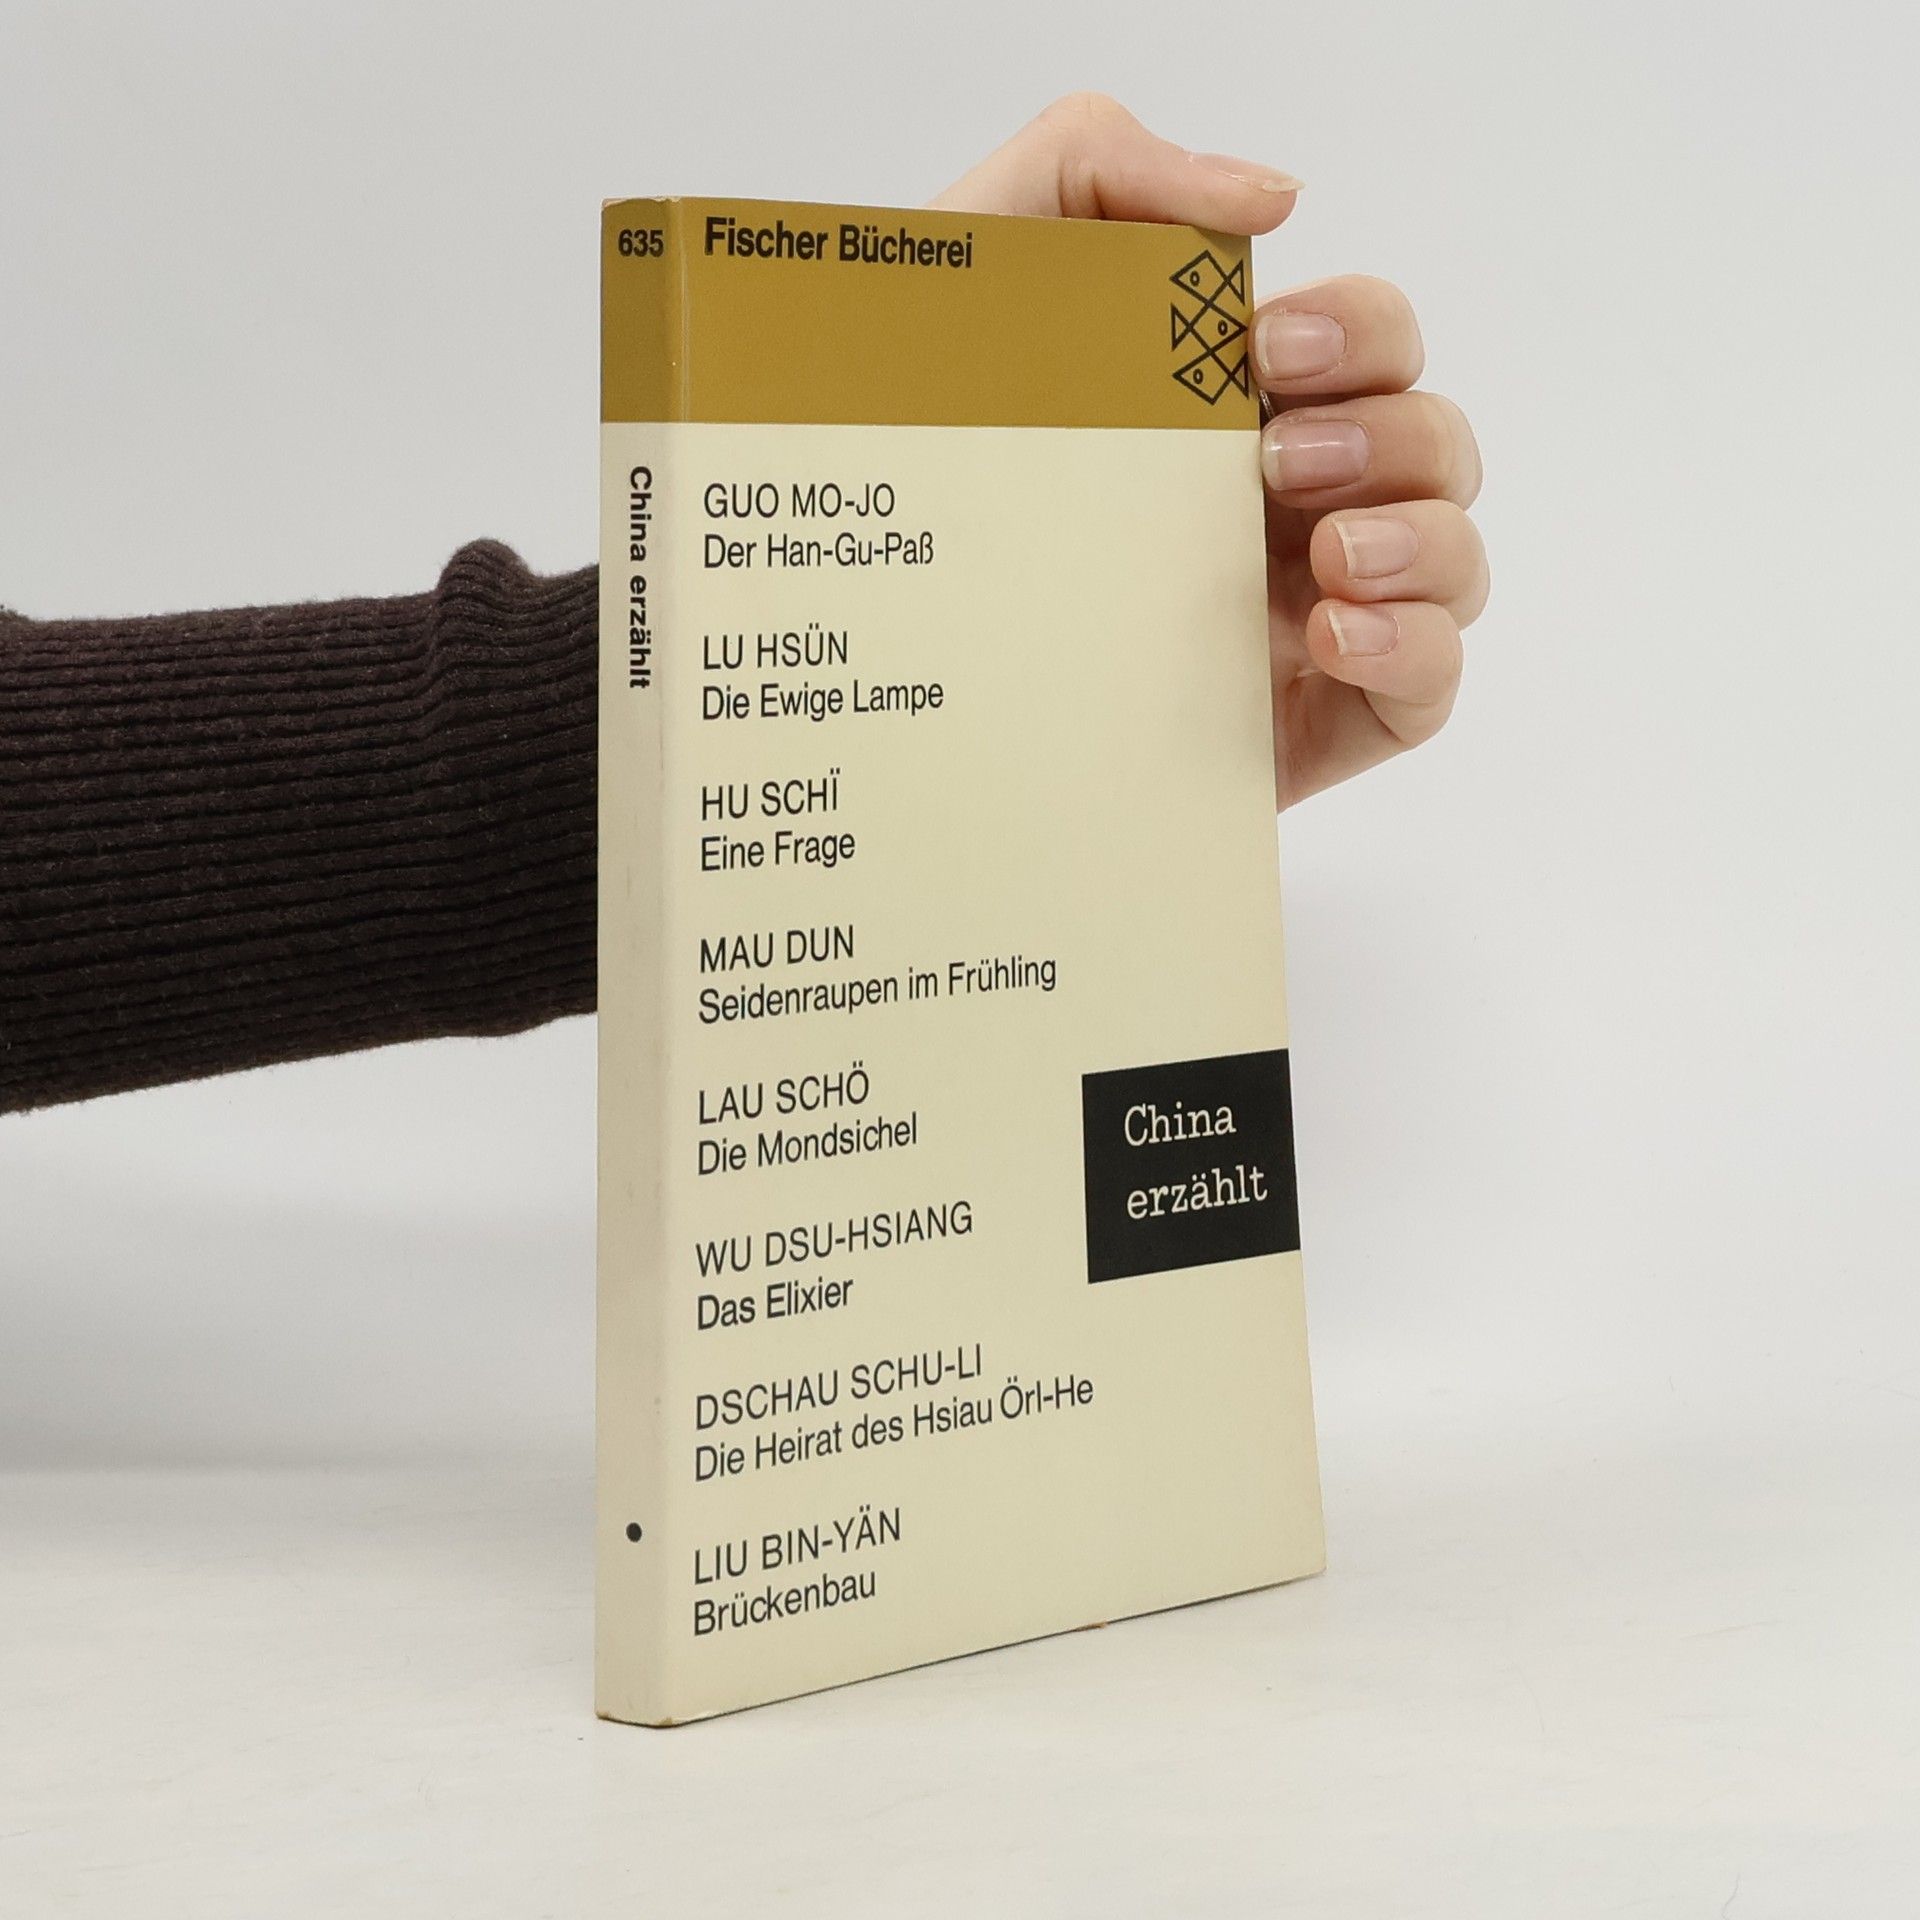 635
Fischer Bücherei
China erzählt
GUO MO-JO
Der Han-Gu-Paß
LU HSÜN
Die Ewige Lampe
HU SCHÏ
Eine Frage
MAU DUN
Seidenraupen im Frühling
LAU SCHÖ
Die Mondsichel
WU DSU-HSIANG
Das Elixier
DSCHAU SCHU-LI
Die Heirat des Hsiau Örl-He
LIU BIN-YÄN
Brückenbau
China
erzählt